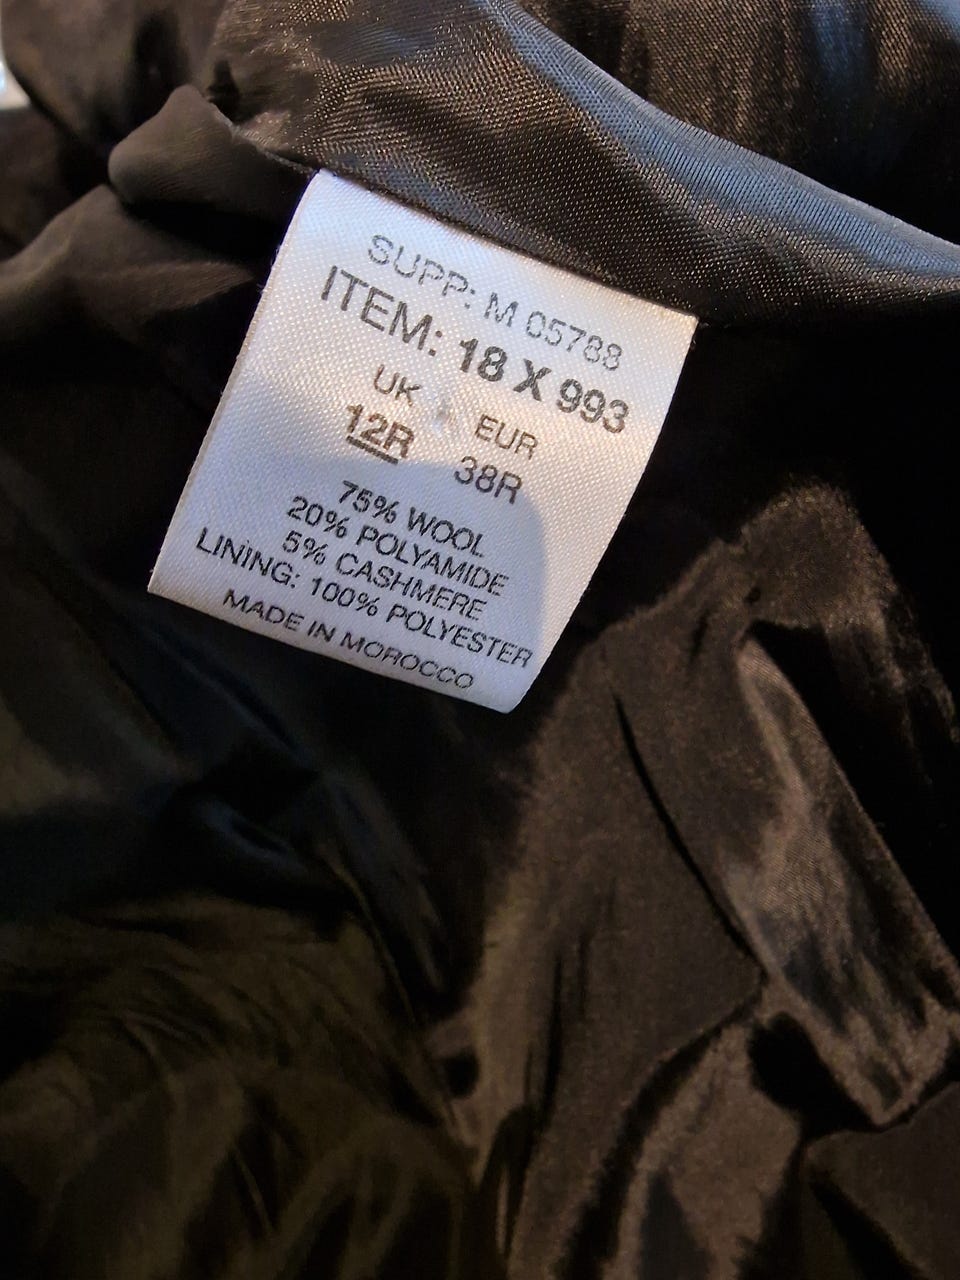 SUPP: M 05788
ITEM: 18 X 993
UK EUR
12R 38R
75% WOOL
20% POLYAMIDE
5% CASHMERE
LINING: 100% POLYESTER
MADE IN MOROCCO